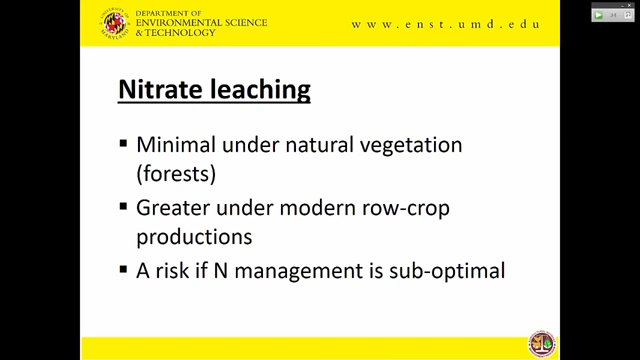 DEPARTMENT OF
ENVIRONMENTAL SCIENCE
& TECHNOLOGY
www.enst.umd.edu
Nitrate leaching
▪ Minimal under natural vegetation
(forests)
▪ Greater under modern row-crop
productions
▪ A risk if N management is sub-optimal